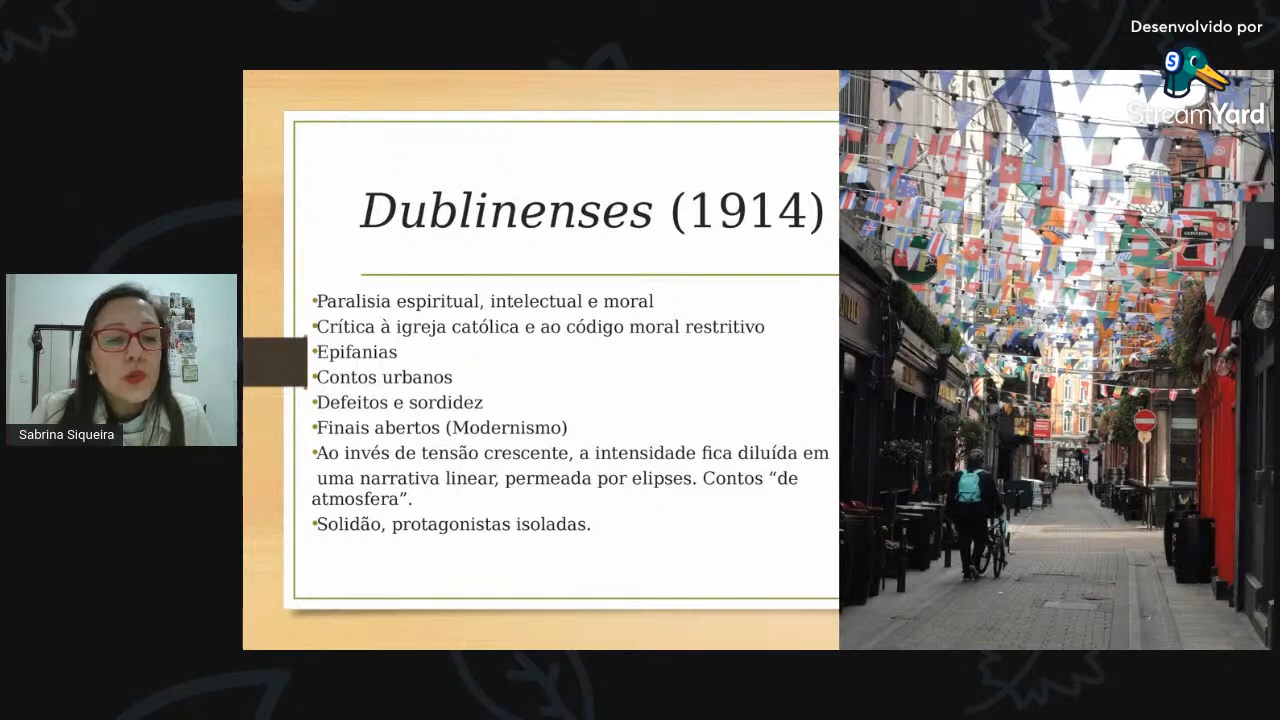 Desenvolvido por
S
StreamYard
Dublinenses (1914)
•Paralisia espiritual, intelectual e moral
•Crítica à igreja católica e ao código moral restritivo
•Epifanias
•Contos urbanos
•Defeitos e sordidez
•Finais abertos (Modernismo)
•Ao invés de tensão crescente, a intensidade fica diluída em
uma narrativa linear, permeada por elipses. Contos “de
atmosfera”.
•Solidão, protagonistas isoladas.
Sabrina Siqueira
GUINNESS